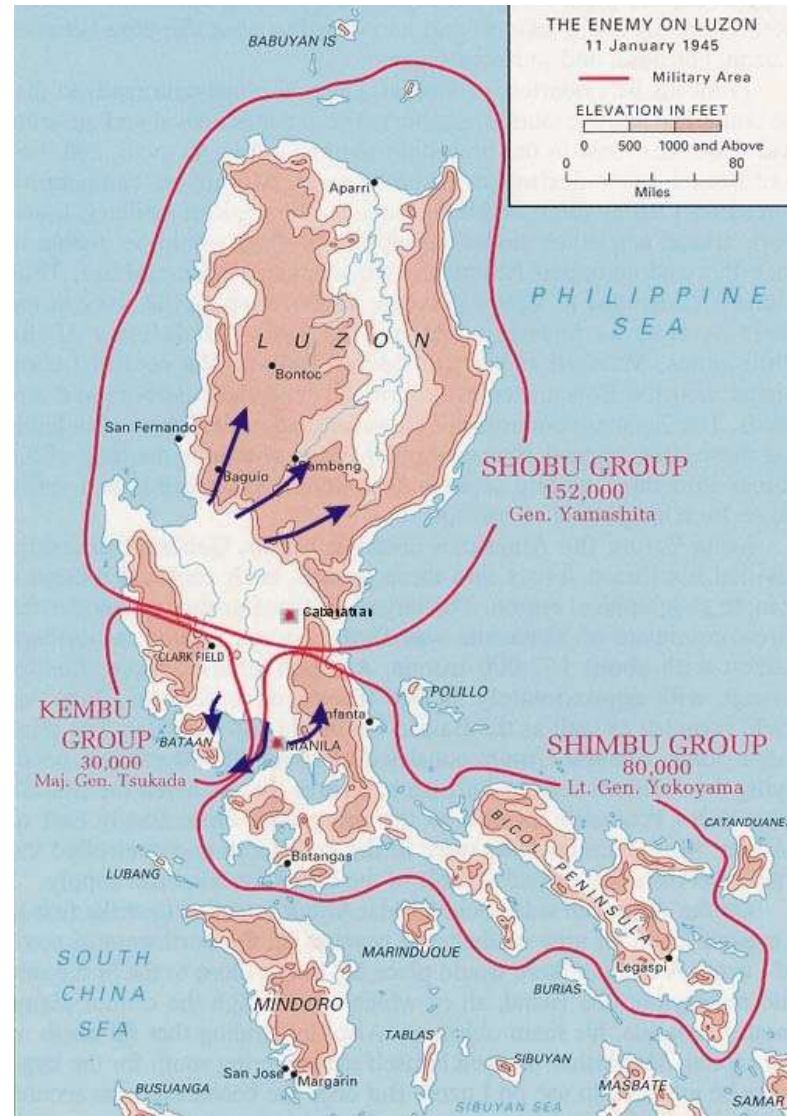 THE ENEMY ON LUZON
11 January 1945
Military Area
ELEVATION IN FEET
0 500 1000 and Above
0 80
Miles
BABUYAN IS
Aparri
PHILIPPINE
SEA
LUZON
Bontoc
San Fernando
Baguio
Bambang
SHOBU GROUP
152,000
Gen. Yamashita
CLARK FIELD
POLILLO
Infanta
KEMBU
GROUP
30,000
Maj. Gen. Tsukada
BATAAN
MANILA
SHIMBU GROUP
80,000
Lt. Gen. Yokoyama
CATANDUANE
BICOL PENINSULA
Batangas
LUBANG
MARINDUQUE
Legaspi
BURIAS
SOUTH
CHINA
SEA
MINDORO
TABLAS
SIBUYAN
San Jose
Margarin
MASBATE
BUSUANGA
SIBUYAN SEA
SAMAR